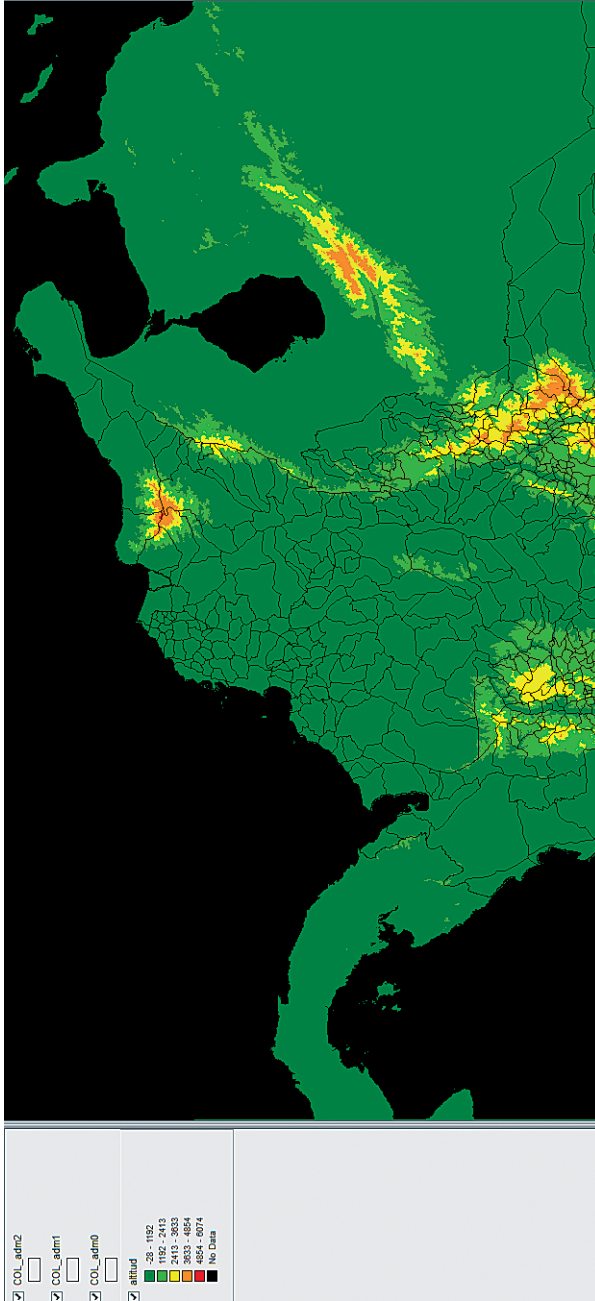 COL_adm2
COL_adm1
COL_adm0
altitud
-28 - 1192
1192 - 2413
2413 - 3633
3633 - 4854
4854 - 6074
No Data